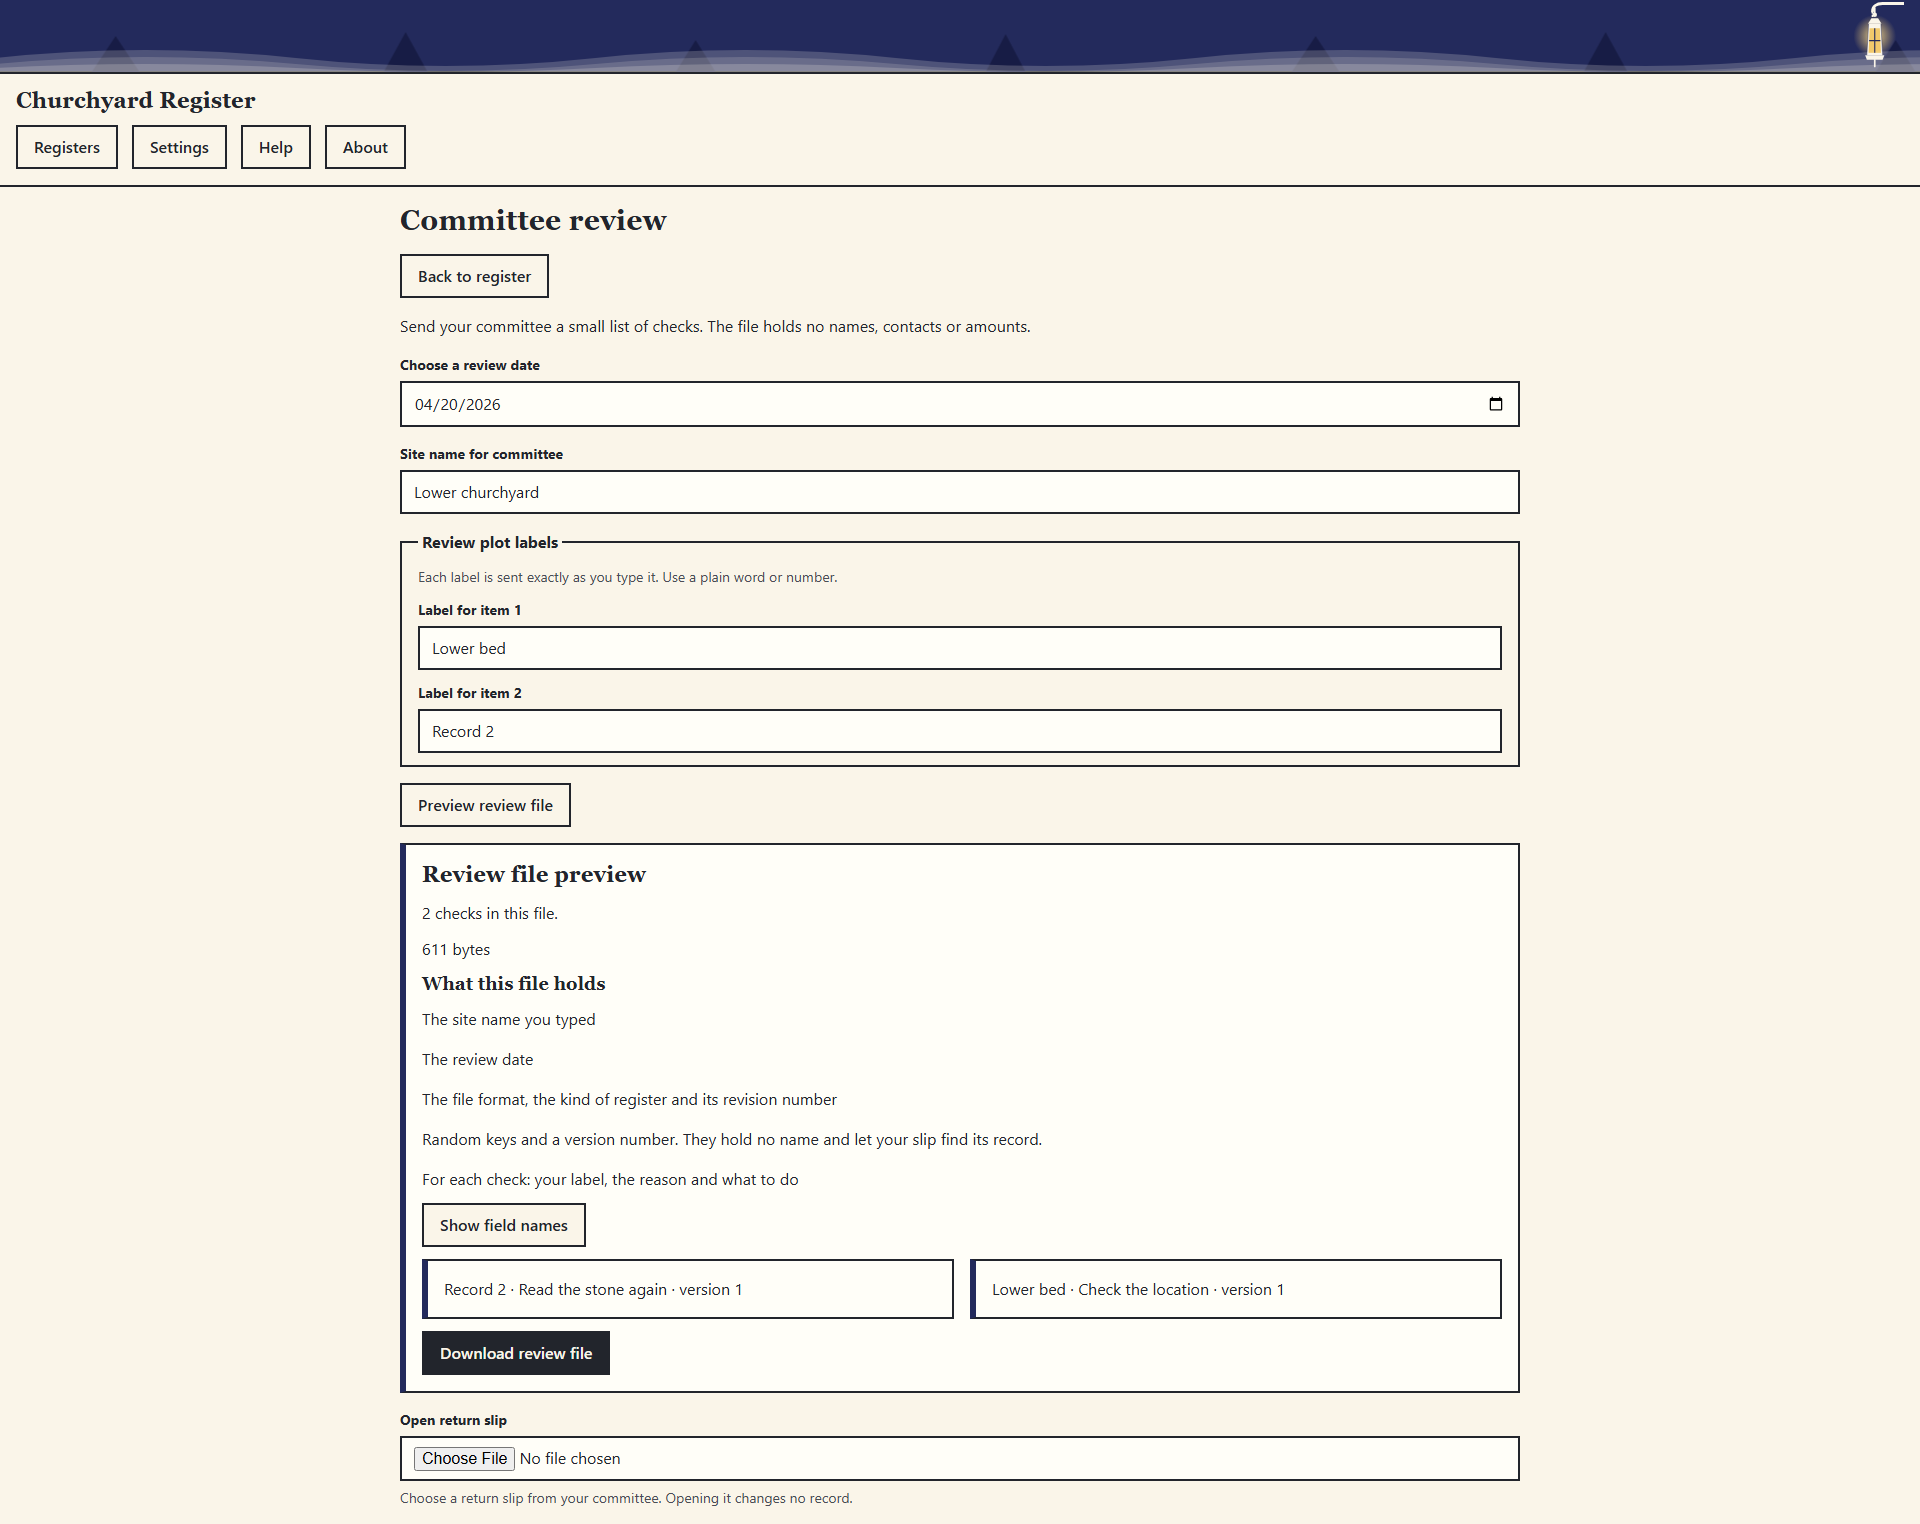 Churchyard Register
Registers
Settings
Help
About
Committee review
Back to register
Send your committee a small list of checks. The file holds no names, contacts or amounts.
Choose a review date
04/20/2026
Site name for committee
Lower churchyard
Review plot labels
Each label is sent exactly as you type it. Use a plain word or number.
Label for item 1
Lower bed
Label for item 2
Record 2
Preview review file
Review file preview
2 checks in this file.
611 bytes
What this file holds
The site name you typed
The review date
The file format, the kind of register and its revision number
Random keys and a version number. They hold no name and let your slip find its record.
For each check: your label, the reason and what to do
Show field names
Record 2 · Read the stone again · version 1
Lower bed · Check the location · version 1
Download review file
Open return slip
Choose File No file chosen
Choose a return slip from your committee. Opening it changes no record.